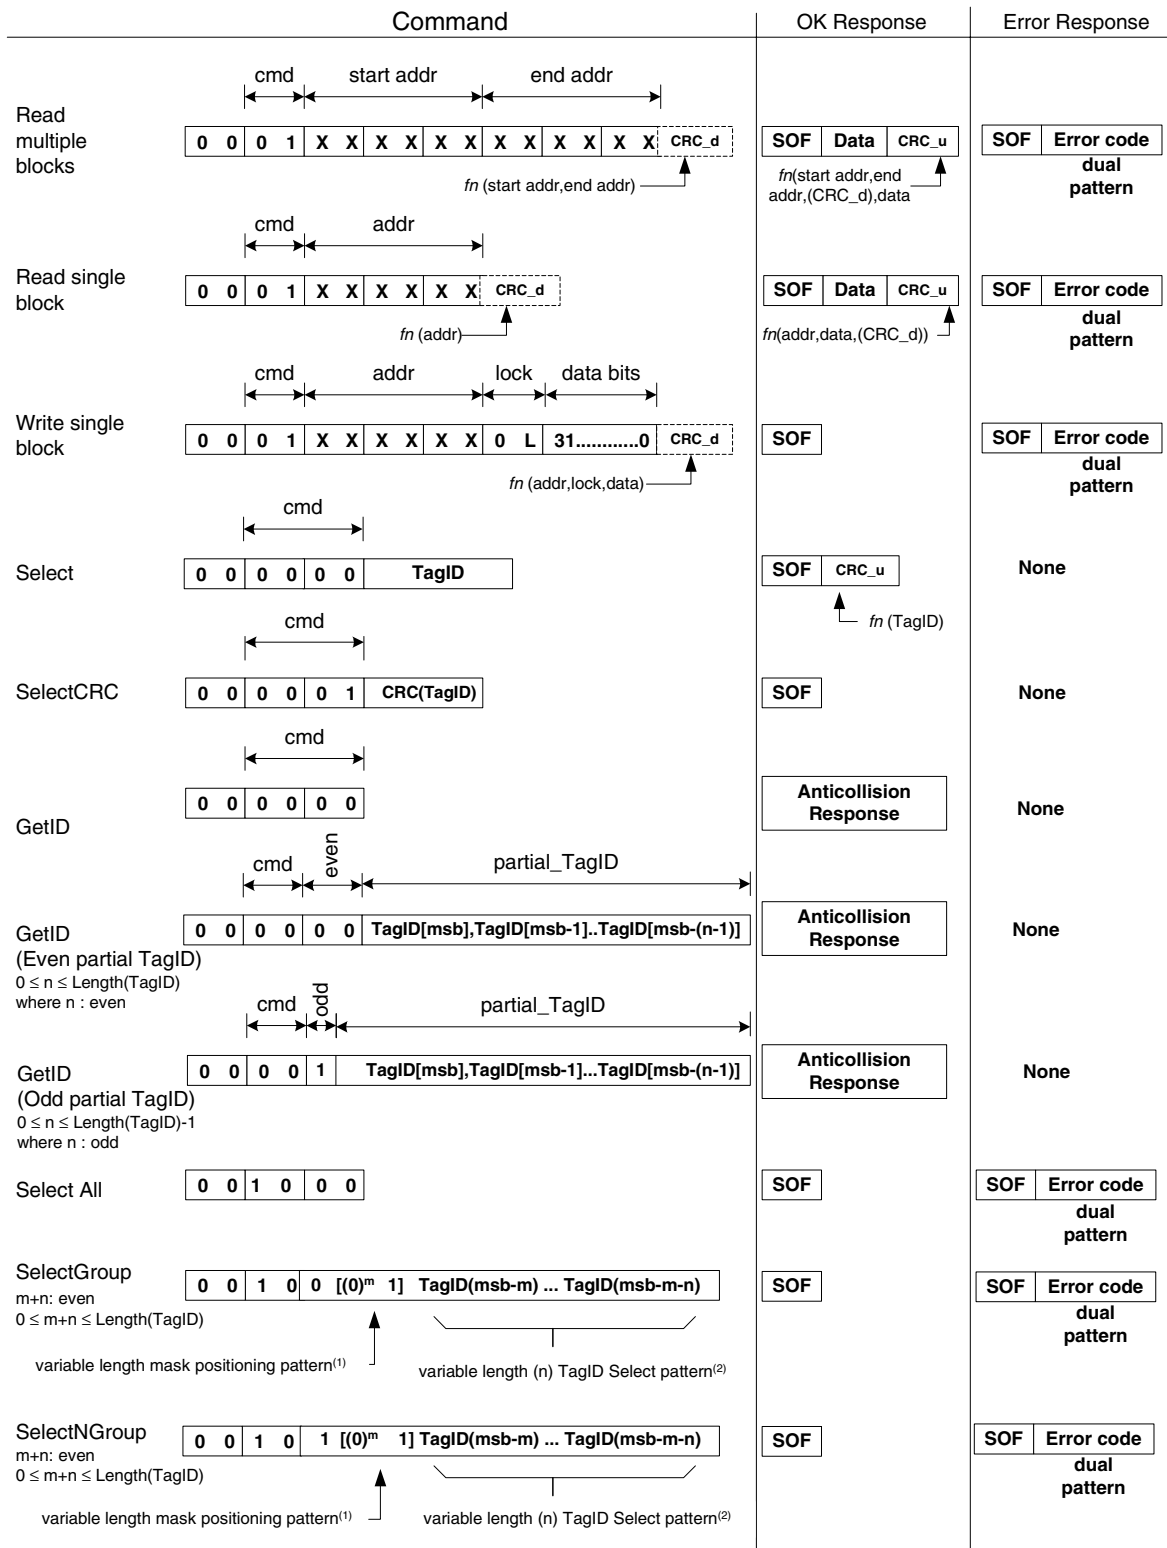 Command OK Response Error Response
cmd start addr end addr
Read multiple blocks
0 0 0 1 X X X X X X X X X X X X CRC_d
SOF Data CRC_u
SOF Error code
dual pattern
fn (start addr,end addr)
fn(start addr,end addr,(CRC_d),data
cmd addr
Read single block
0 0 0 1 X X X X X X CRC_d
SOF Data CRC_u
SOF Error code
dual pattern
fn (addr)
fn(addr,data,(CRC_d))
cmd addr lock data bits
Write single block
0 0 0 1 X X X X X X 0 L 31............0 CRC_d
SOF
SOF Error code
dual pattern
fn (addr,lock,data)
cmd
Select
0 0 0 0 0 0 TagID
SOF CRC_u
None
fn (TagID)
cmd
SelectCRC
0 0 0 0 0 1 CRC(TagID)
SOF
None
cmd
GetID
0 0 0 0 0 0
Anticollision Response
None
cmd even partial_TagID
GetID
(Even partial TagID)
0 ≤ n ≤ Length(TagID)
where n : even
0 0 0 0 0 0 TagID[msb],TagID[msb-1]..TagID[msb-(n-1)]
Anticollision Response
None
cmd odd partial_TagID
GetID
(Odd partial TagID)
0 ≤ n ≤ Length(TagID)-1
where n : odd
0 0 0 0 1 TagID[msb],TagID[msb-1]...TagID[msb-(n-1)]
Anticollision Response
None
Select All
0 0 1 0 0 0
SOF
SOF Error code
dual pattern
SelectGroup
m+n: even
0 ≤ m+n ≤ Length(TagID)
0 0 1 0 0 [(0)ᵐ 1] TagID(msb-m) ... TagID(msb-m-n)
SOF
SOF Error code
dual pattern
variable length mask positioning pattern⁽¹⁾
variable length (n) TagID Select pattern⁽²⁾
SelectNGroup
m+n: even
0 ≤ m+n ≤ Length(TagID)
0 0 1 0 1 [(0)ᵐ 1] TagID(msb-m) ... TagID(msb-m-n)
SOF
SOF Error code
dual pattern
variable length mask positioning pattern⁽¹⁾
variable length (n) TagID Select pattern⁽²⁾